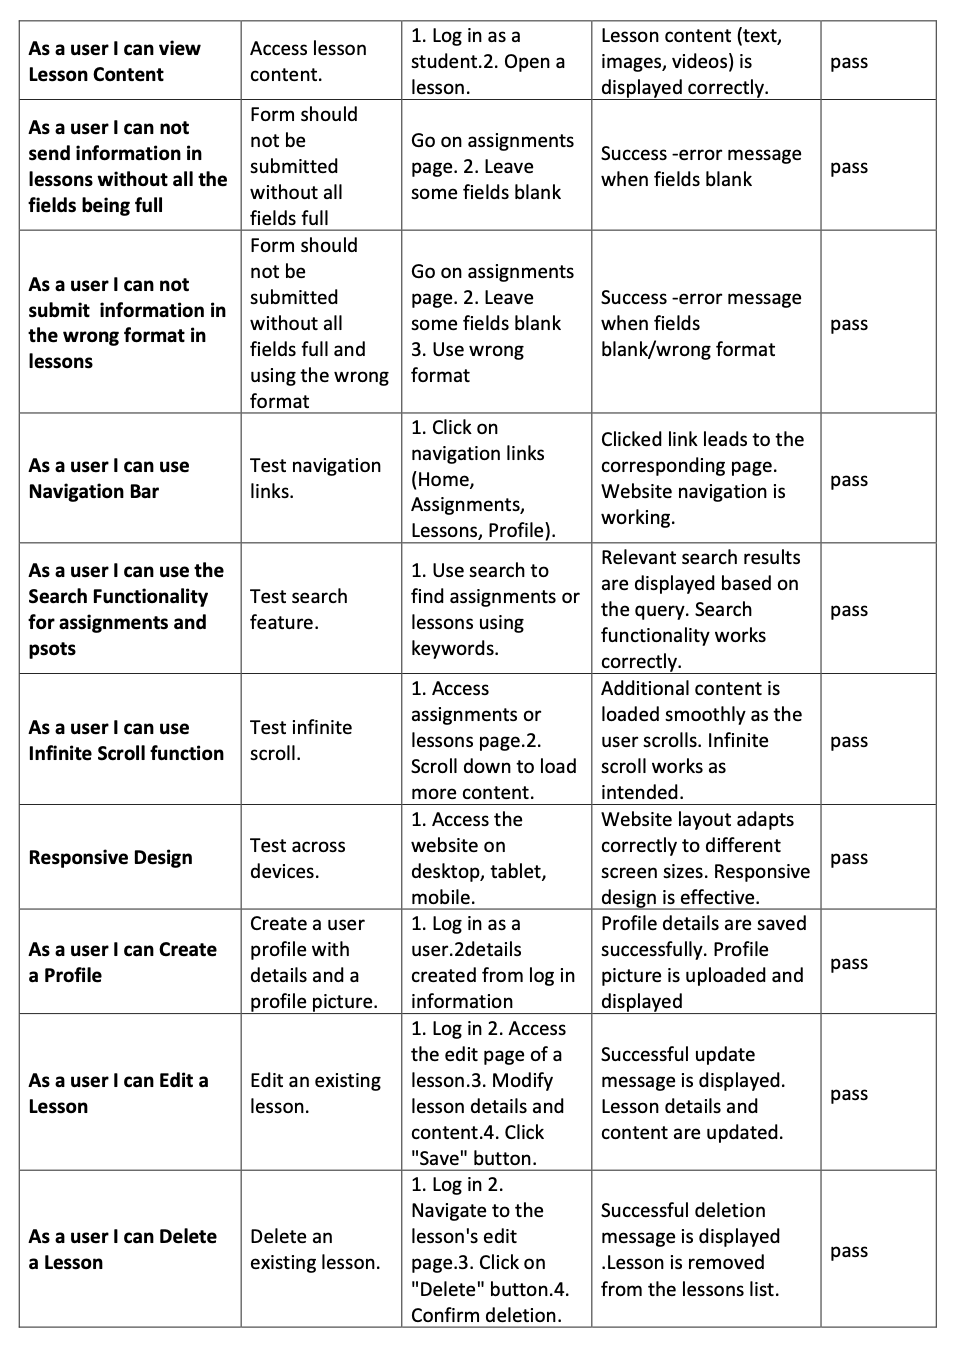 As a user I can view
Lesson Content
Access lesson
content.
1. Log in as a
student.2. Open a
lesson.
Lesson content (text,
images, videos) is
displayed correctly.
pass
As a user I can not
send information in
lessons without all the
fields being full
Form should
not be
submitted
without all
fields full
Go on assignments
page. 2. Leave
some fields blank
Success -error message
when fields blank
pass
As a user I can not
submit  information in
the wrong format in
lessons
Form should
not be
submitted
without all
fields full and
using the wrong
format
Go on assignments
page. 2. Leave
some fields blank
3. Use wrong
format
Success -error message
when fields
blank/wrong format
pass
As a user I can use
Navigation Bar
Test navigation
links.
1. Click on
navigation links
(Home,
Assignments,
Lessons, Profile).
Clicked link leads to the
corresponding page.
Website navigation is
working.
pass
As a user I can use the
Search Functionality
for assignments and
psots
Test search
feature.
1. Use search to
find assignments or
lessons using
keywords.
Relevant search results
are displayed based on
the query. Search
functionality works
correctly.
pass
As a user I can use
Infinite Scroll function
Test infinite
scroll.
1. Access
assignments or
lessons page.2.
Scroll down to load
more content.
Additional content is
loaded smoothly as the
user scrolls. Infinite
scroll works as
intended.
pass
Responsive Design
Test across
devices.
1. Access the
website on
desktop, tablet,
mobile.
Website layout adapts
correctly to different
screen sizes. Responsive
design is effective.
pass
As a user I can Create
a Profile
Create a user
profile with
details and a
profile picture.
1. Log in as a
user.2details
created from log in
information
Profile details are saved
successfully. Profile
picture is uploaded and
displayed
pass
As a user I can Edit a
Lesson
Edit an existing
lesson.
1. Log in 2. Access
the edit page of a
lesson.3. Modify
lesson details and
content.4. Click
"Save" button.
Successful update
message is displayed.
Lesson details and
content are updated.
pass
As a user I can Delete
a Lesson
Delete an
existing lesson.
1. Log in 2.
Navigate to the
lesson's edit
page.3. Click on
"Delete" button.4.
Confirm deletion.
Successful deletion
message is displayed
.Lesson is removed
from the lessons list.
pass